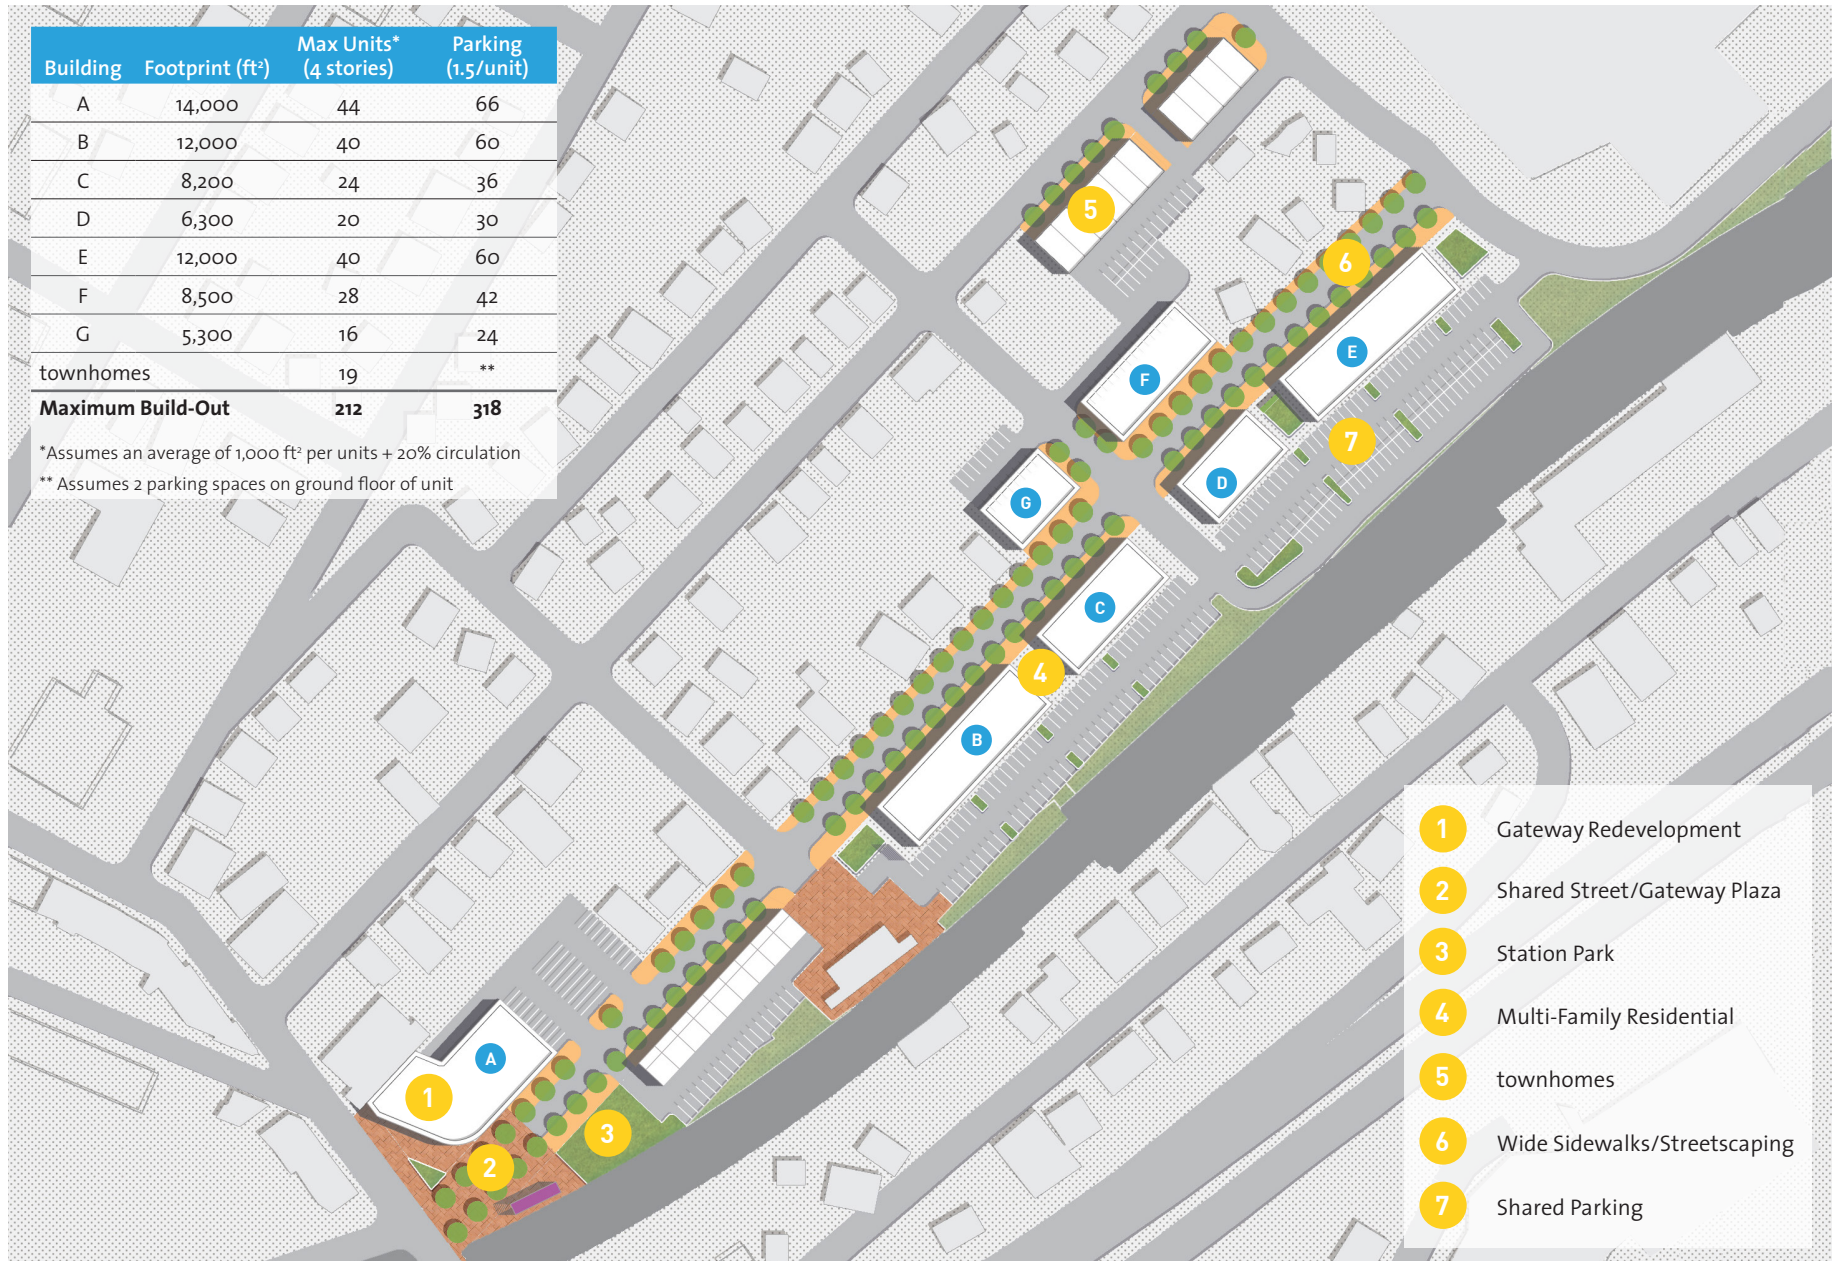 Building Footprint (ft²) Max Units* (4 stories) Parking (1.5/unit)
A 14,000 44 66
B 12,000 40 60
C 8,200 24 36
D 6,300 20 30
E 12,000 40 60
F 8,500 28 42
G 5,300 16 24
townhomes 19 **
Maximum Build-Out 212 318
*Assumes an average of 1,000 ft² per units + 20% circulation
** Assumes 2 parking spaces on ground floor of unit
5
6
F
E
7
D
G
C
4
B
A
1
3
2
1 Gateway Redevelopment
2 Shared Street/Gateway Plaza
3 Station Park
4 Multi-Family Residential
5 townhomes
6 Wide Sidewalks/Streetscaping
7 Shared Parking